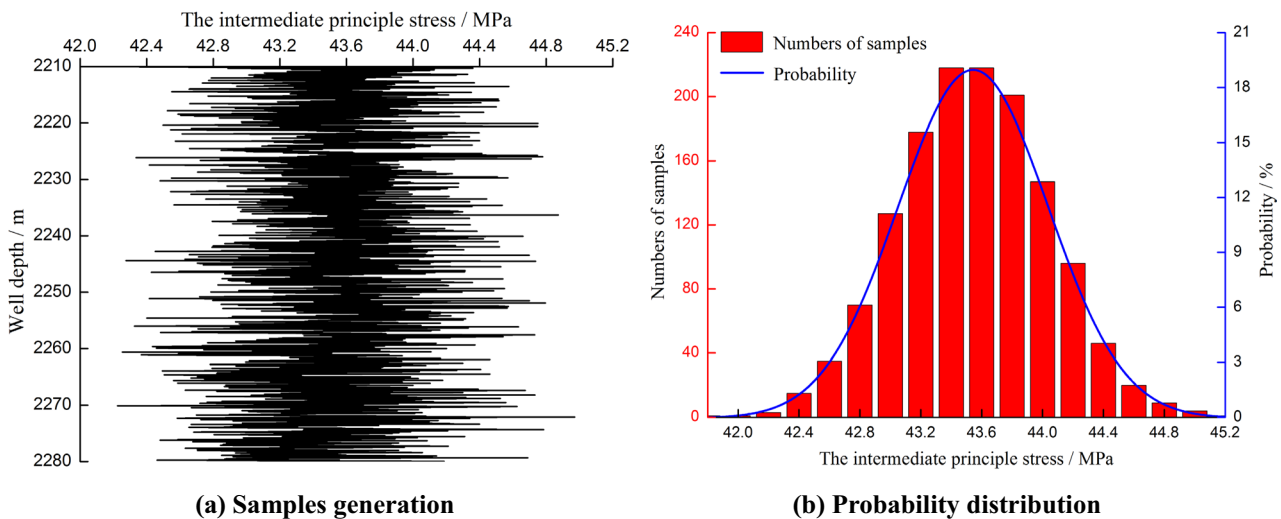 The intermediate principle stress / MPa
42.0 42.4 42.8 43.2 43.6 44.0 44.4 44.8 45.2
2210
2220
2230
2240
2250
2260
2270
2280
Well depth / m
(a) Samples generation
240
200
160
120
80
40
0
Numbers of samples
Numbers of samples
Probability
21
18
15
12
9
6
3
0
Probability / %
42.0 42.4 42.8 43.2 43.6 44.0 44.4 44.8 45.2
The intermediate principle stress / MPa
(b) Probability distribution